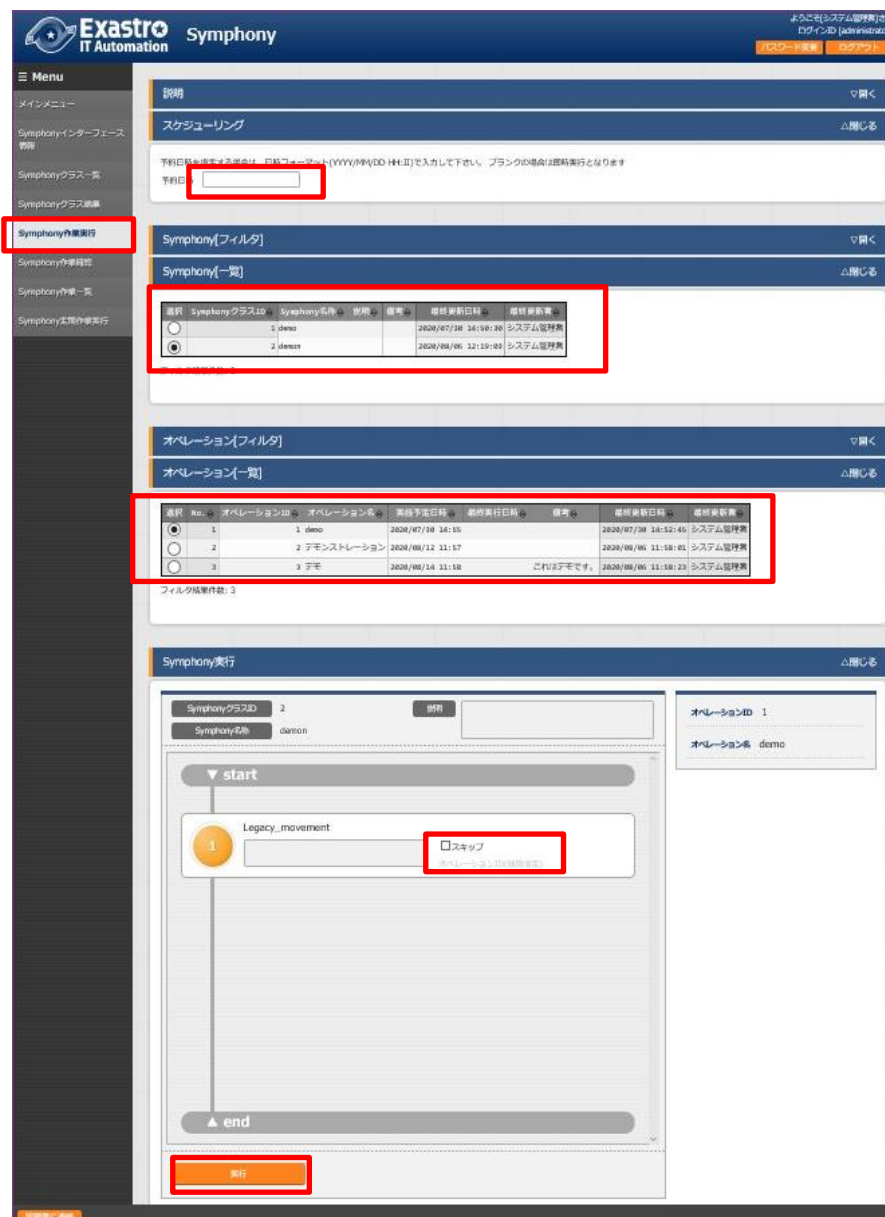 Exastro
IT Automation
Symphony
ようこそ[システム管理者]さ
ログインID [administrato
パスワード変更 ログアウト
Menu
メインメニュー
Symphonyインターフェース
情報
Symphonyクラス一覧
Symphonyクラス編集
Symphony作業実行
Symphony作業確認
Symphony作業一覧
Symphony定期作業実行
説明 ▽開く
スケジューリング △閉じる
予約日時を指定する場合は、日時フォーマット(YYYY/MM/DD HH:II)で入力して下さい。ブランクの場合は即時実行となります
予約日
Symphony[フィルタ] ▽開く
Symphony[一覧] △閉じる
選択 SymphonyクラスID Symphony名称 説明 備考 最終更新日時 最終更新者
1 demo 2020/07/30 14:50:30 システム管理者
2 demon 2020/08/06 12:19:03 システム管理者
オペレーション[フィルタ] ▽開く
オペレーション[一覧] △閉じる
選択 No. オペレーションID オペレーション名 実施予定日時 最終実行日時 備考 最終更新日時 最終更新者
1 1 demo 2020/07/30 14:55 2020/07/30 14:52:45 システム管理者
2 2 デモンストレーション 2020/08/12 11:57 2020/08/06 11:58:01 システム管理者
3 3 デモ 2020/08/14 11:58 これはデモです。 2020/08/06 11:58:23 システム管理者
フィルタ結果件数: 3
Symphony実行 △閉じる
SymphonyクラスID 2 説明
Symphony名称 demon
オペレーションID 1
オペレーション名 demo
▼ start
1
Legacy_movement
スキップ
▲ end
実行